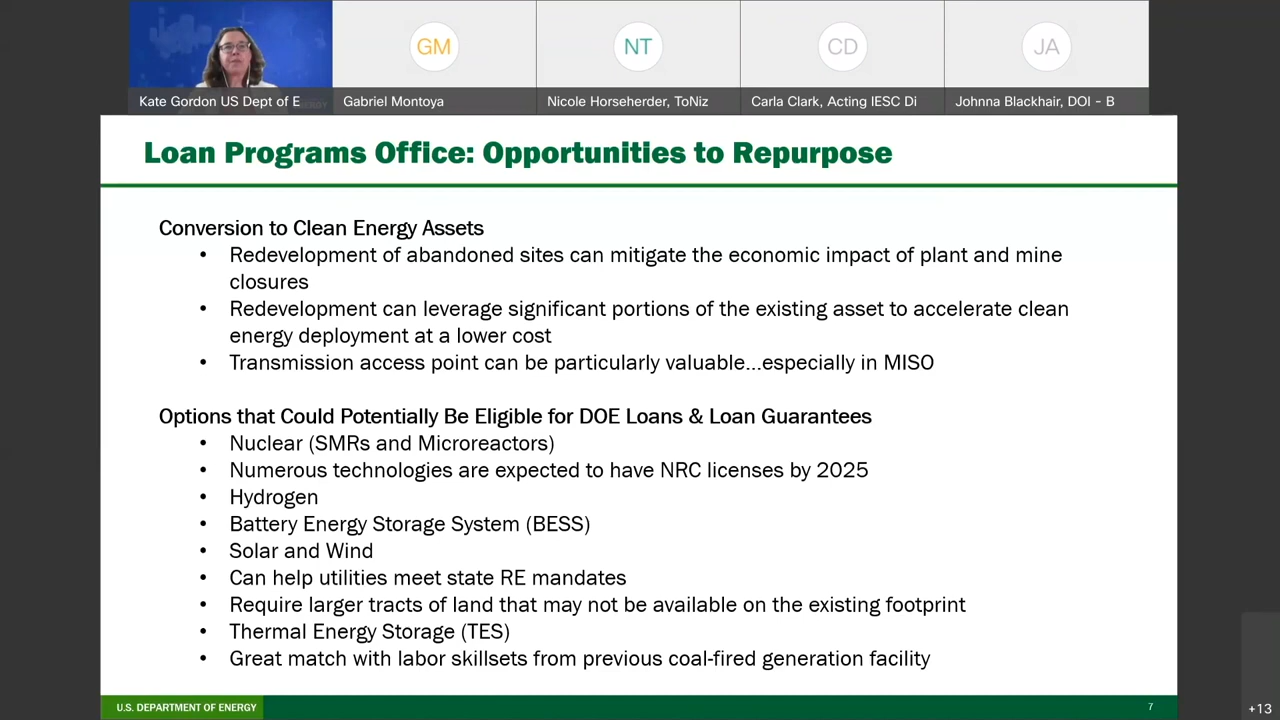 GM
NT
CD
JA
Kate Gordon US Dept of E
Gabriel Montoya
Nicole Horseherder, ToNiz
Carla Clark, Acting IESC Di
Johnna Blackhair, DOI - B
Loan Programs Office: Opportunities to Repurpose
Conversion to Clean Energy Assets
• Redevelopment of abandoned sites can mitigate the economic impact of plant and mine
closures
• Redevelopment can leverage significant portions of the existing asset to accelerate clean
energy deployment at a lower cost
• Transmission access point can be particularly valuable...especially in MISO
Options that Could Potentially Be Eligible for DOE Loans & Loan Guarantees
• Nuclear (SMRs and Microreactors)
• Numerous technologies are expected to have NRC licenses by 2025
• Hydrogen
• Battery Energy Storage System (BESS)
• Solar and Wind
• Can help utilities meet state RE mandates
• Require larger tracts of land that may not be available on the existing footprint
• Thermal Energy Storage (TES)
• Great match with labor skillsets from previous coal-fired generation facility
U.S. DEPARTMENT OF ENERGY
7
+13